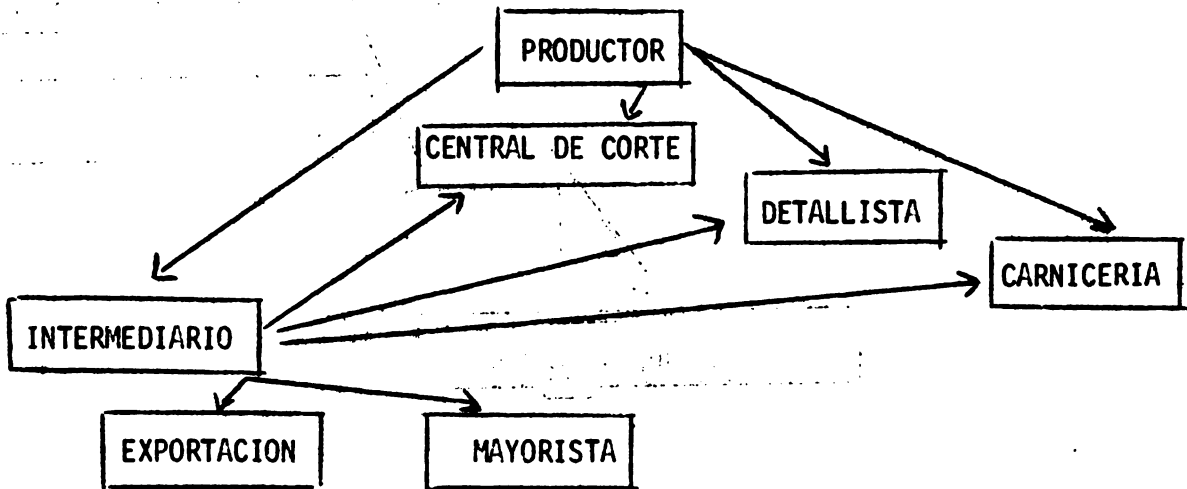 PRODUCTOR
CENTRAL DE CORTE
DETALLISTA
CARNICERIA
INTERMEDIARIO
EXPORTACION
MAYORISTA